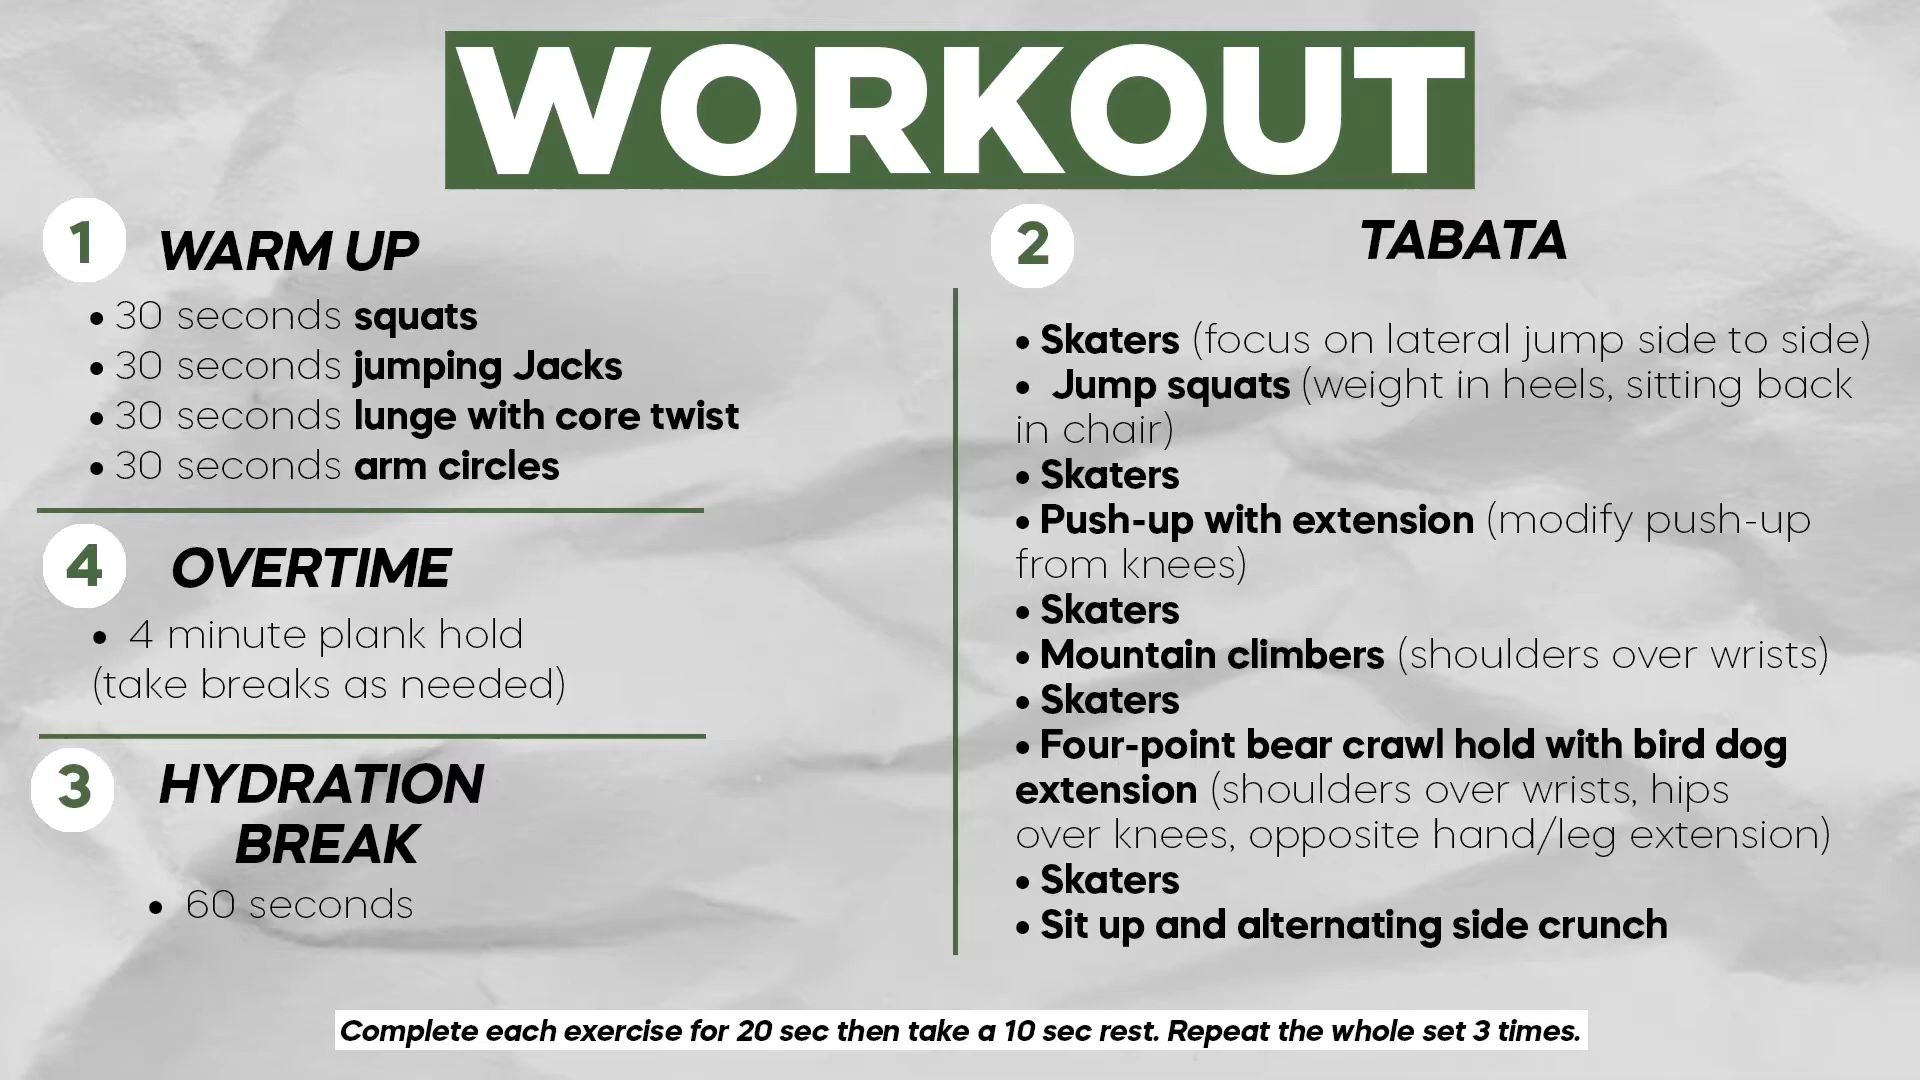 WORKOUT
1
WARM UP
• 30 seconds squats
• 30 seconds jumping Jacks
• 30 seconds lunge with core twist
• 30 seconds arm circles
4
OVERTIME
• 4 minute plank hold
(take breaks as needed)
3
HYDRATION
BREAK
• 60 seconds
2
TABATA
• Skaters (focus on lateral jump side to side)
• Jump squats (weight in heels, sitting back
in chair)
• Skaters
• Push-up with extension (modify push-up
from knees)
• Skaters
• Mountain climbers (shoulders over wrists)
• Skaters
• Four-point bear crawl hold with bird dog
extension (shoulders over wrists, hips
over knees, opposite hand/leg extension)
• Skaters
• Sit up and alternating side crunch
Complete each exercise for 20 sec then take a 10 sec rest. Repeat the whole set 3 times.